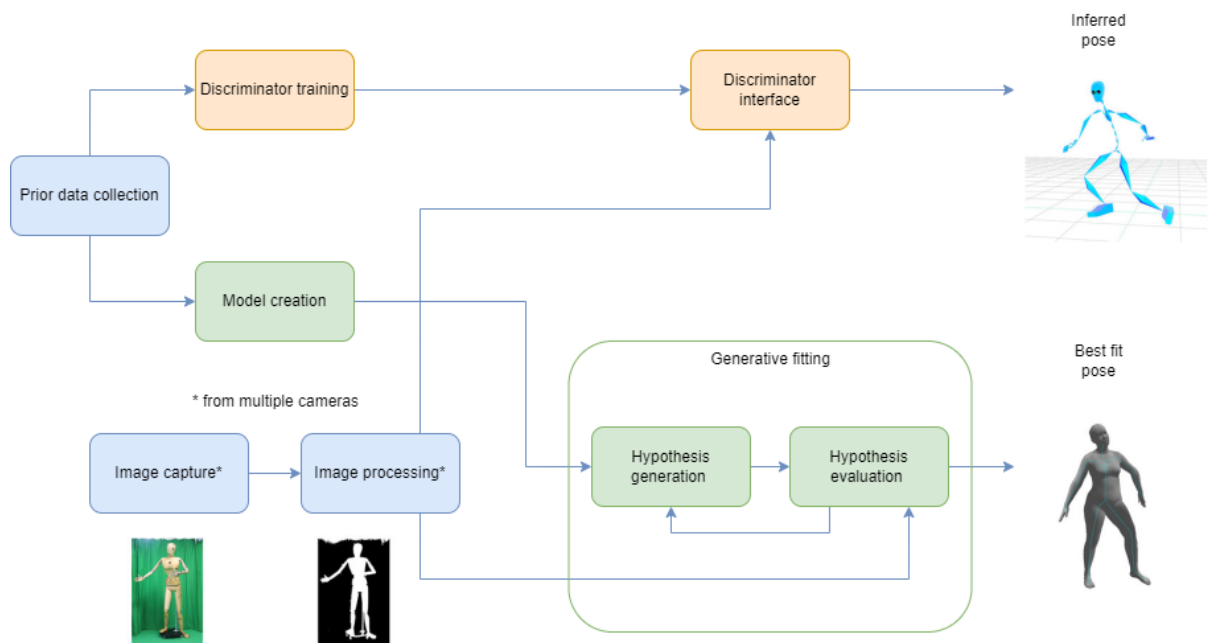 Inferred
pose
Discriminator training
Discriminator
interface
Prior data collection
Model creation
Generative fitting
Best fit
pose
* from multiple cameras
Image capture*
Image processing*
Hypothesis
generation
Hypothesis
evaluation